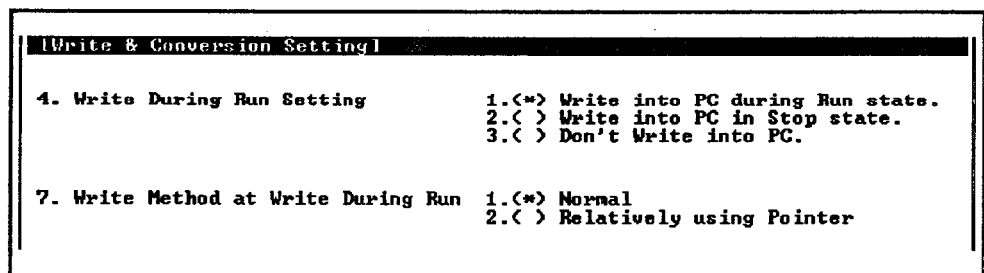 [Write & Conversion Setting]
4. Write During Run Setting 1.(*) Write into PC during Run state.
2.( ) Write into PC in Stop state.
3.( ) Don't Write into PC.
7. Write Method at Write During Run 1.(*) Normal
2.( ) Relatively using Pointer